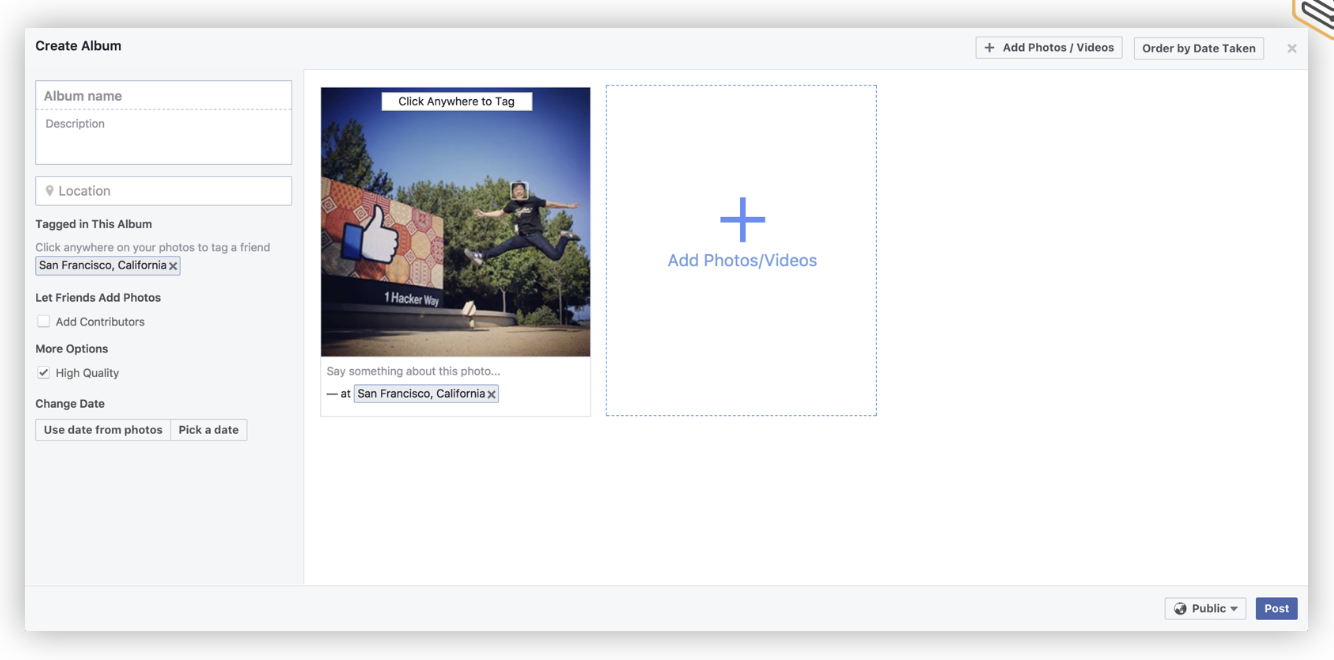 Create Album
+ Add Photos / Videos
Order by Date Taken
Album name
Description
Location
Tagged in This Album
Click anywhere on your photos to tag a friend
San Francisco, California
Let Friends Add Photos
Add Contributors
More Options
High Quality
Change Date
Use date from photos
Pick a date
Click Anywhere to Tag
1 Hacker Way
Say something about this photo...
— at San Francisco, California
Add Photos/Videos
Public
Post